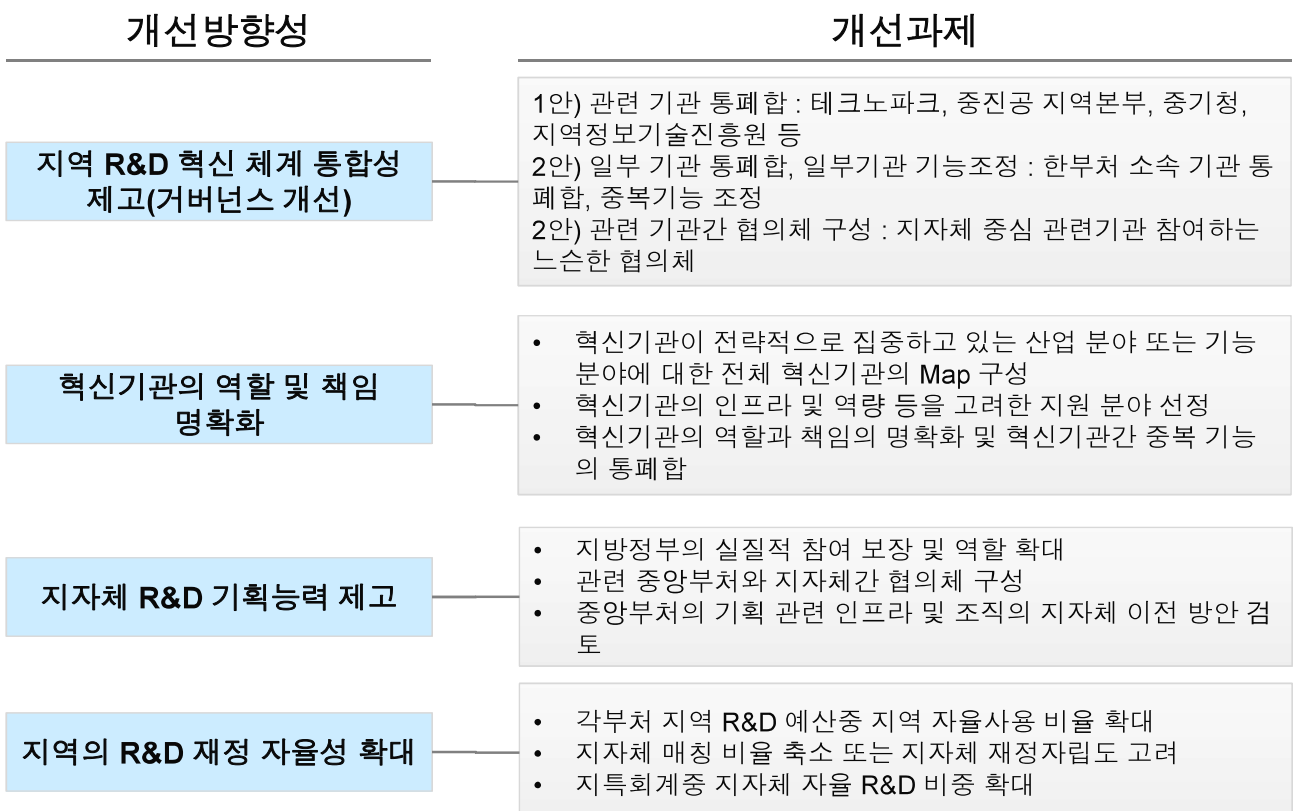 개선방향성
개선과제
지역 R&D 혁신 체계 통합성
제고(거버넌스 개선)
1안) 관련 기관 통폐합 : 테크노파크, 중진공 지역본부, 중기청,
지역정보기술진흥원 등
2안) 일부 기관 통폐합, 일부기관 기능조정 : 한부처 소속 기관 통
폐합, 중복기능 조정
2안) 관련 기관간 협의체 구성 : 지자체 중심 관련기관 참여하는
느슨한 협의체
혁신기관의 역할 및 책임
명확화
• 혁신기관이 전략적으로 집중하고 있는 산업 분야 또는 기능
분야에 대한 전체 혁신기관의 Map 구성
• 혁신기관의 인프라 및 역량 등을 고려한 지원 분야 선정
• 혁신기관의 역할과 책임의 명확화 및 혁신기관간 중복 기능
의 통폐합
지자체 R&D 기획능력 제고
• 지방정부의 실질적 참여 보장 및 역할 확대
• 관련 중앙부처와 지자체간 협의체 구성
• 중앙부처의 기획 관련 인프라 및 조직의 지자체 이전 방안 검
토
지역의 R&D 재정 자율성 확대
• 각부처 지역 R&D 예산중 지역 자율사용 비율 확대
• 지자체 매칭 비율 축소 또는 지자체 재정자립도 고려
• 지특회계중 지자체 자율 R&D 비중 확대